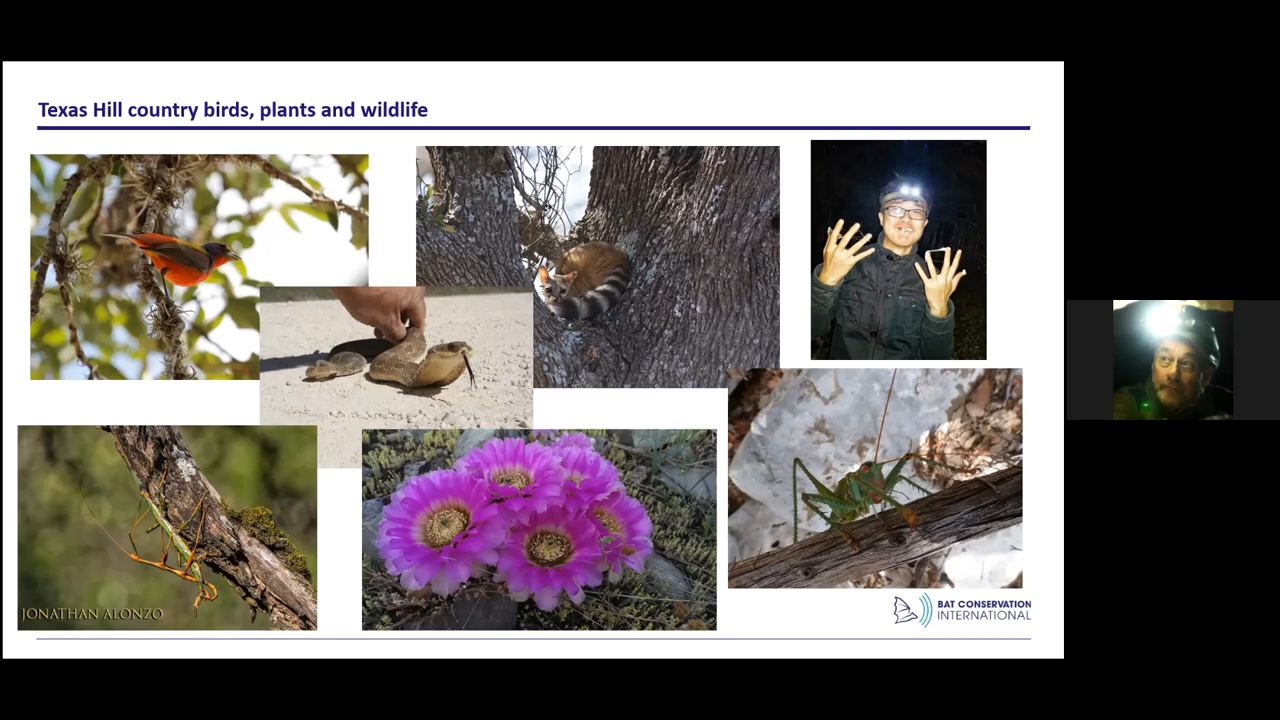 Texas Hill country birds, plants and wildlife
JONATHAN ALONZO
BAT CONSERVATION
INTERNATIONAL